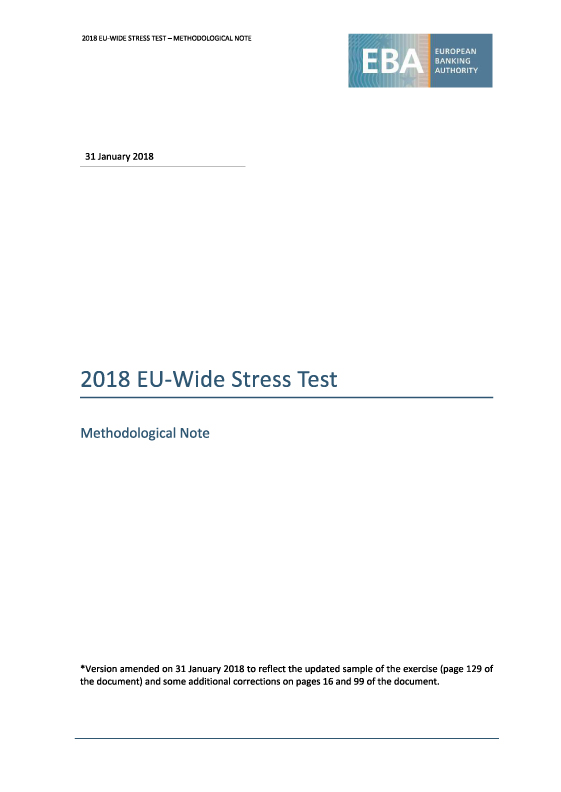 2018 EU-WIDE STRESS TEST – METHODOLOGICAL NOTE
EBA
EUROPEAN
BANKING
AUTHORITY
31 January 2018
2018 EU-Wide Stress Test
Methodological Note
*Version amended on 31 January 2018 to reflect the updated sample of the exercise (page 129 of
the document) and some additional corrections on pages 16 and 99 of the document.